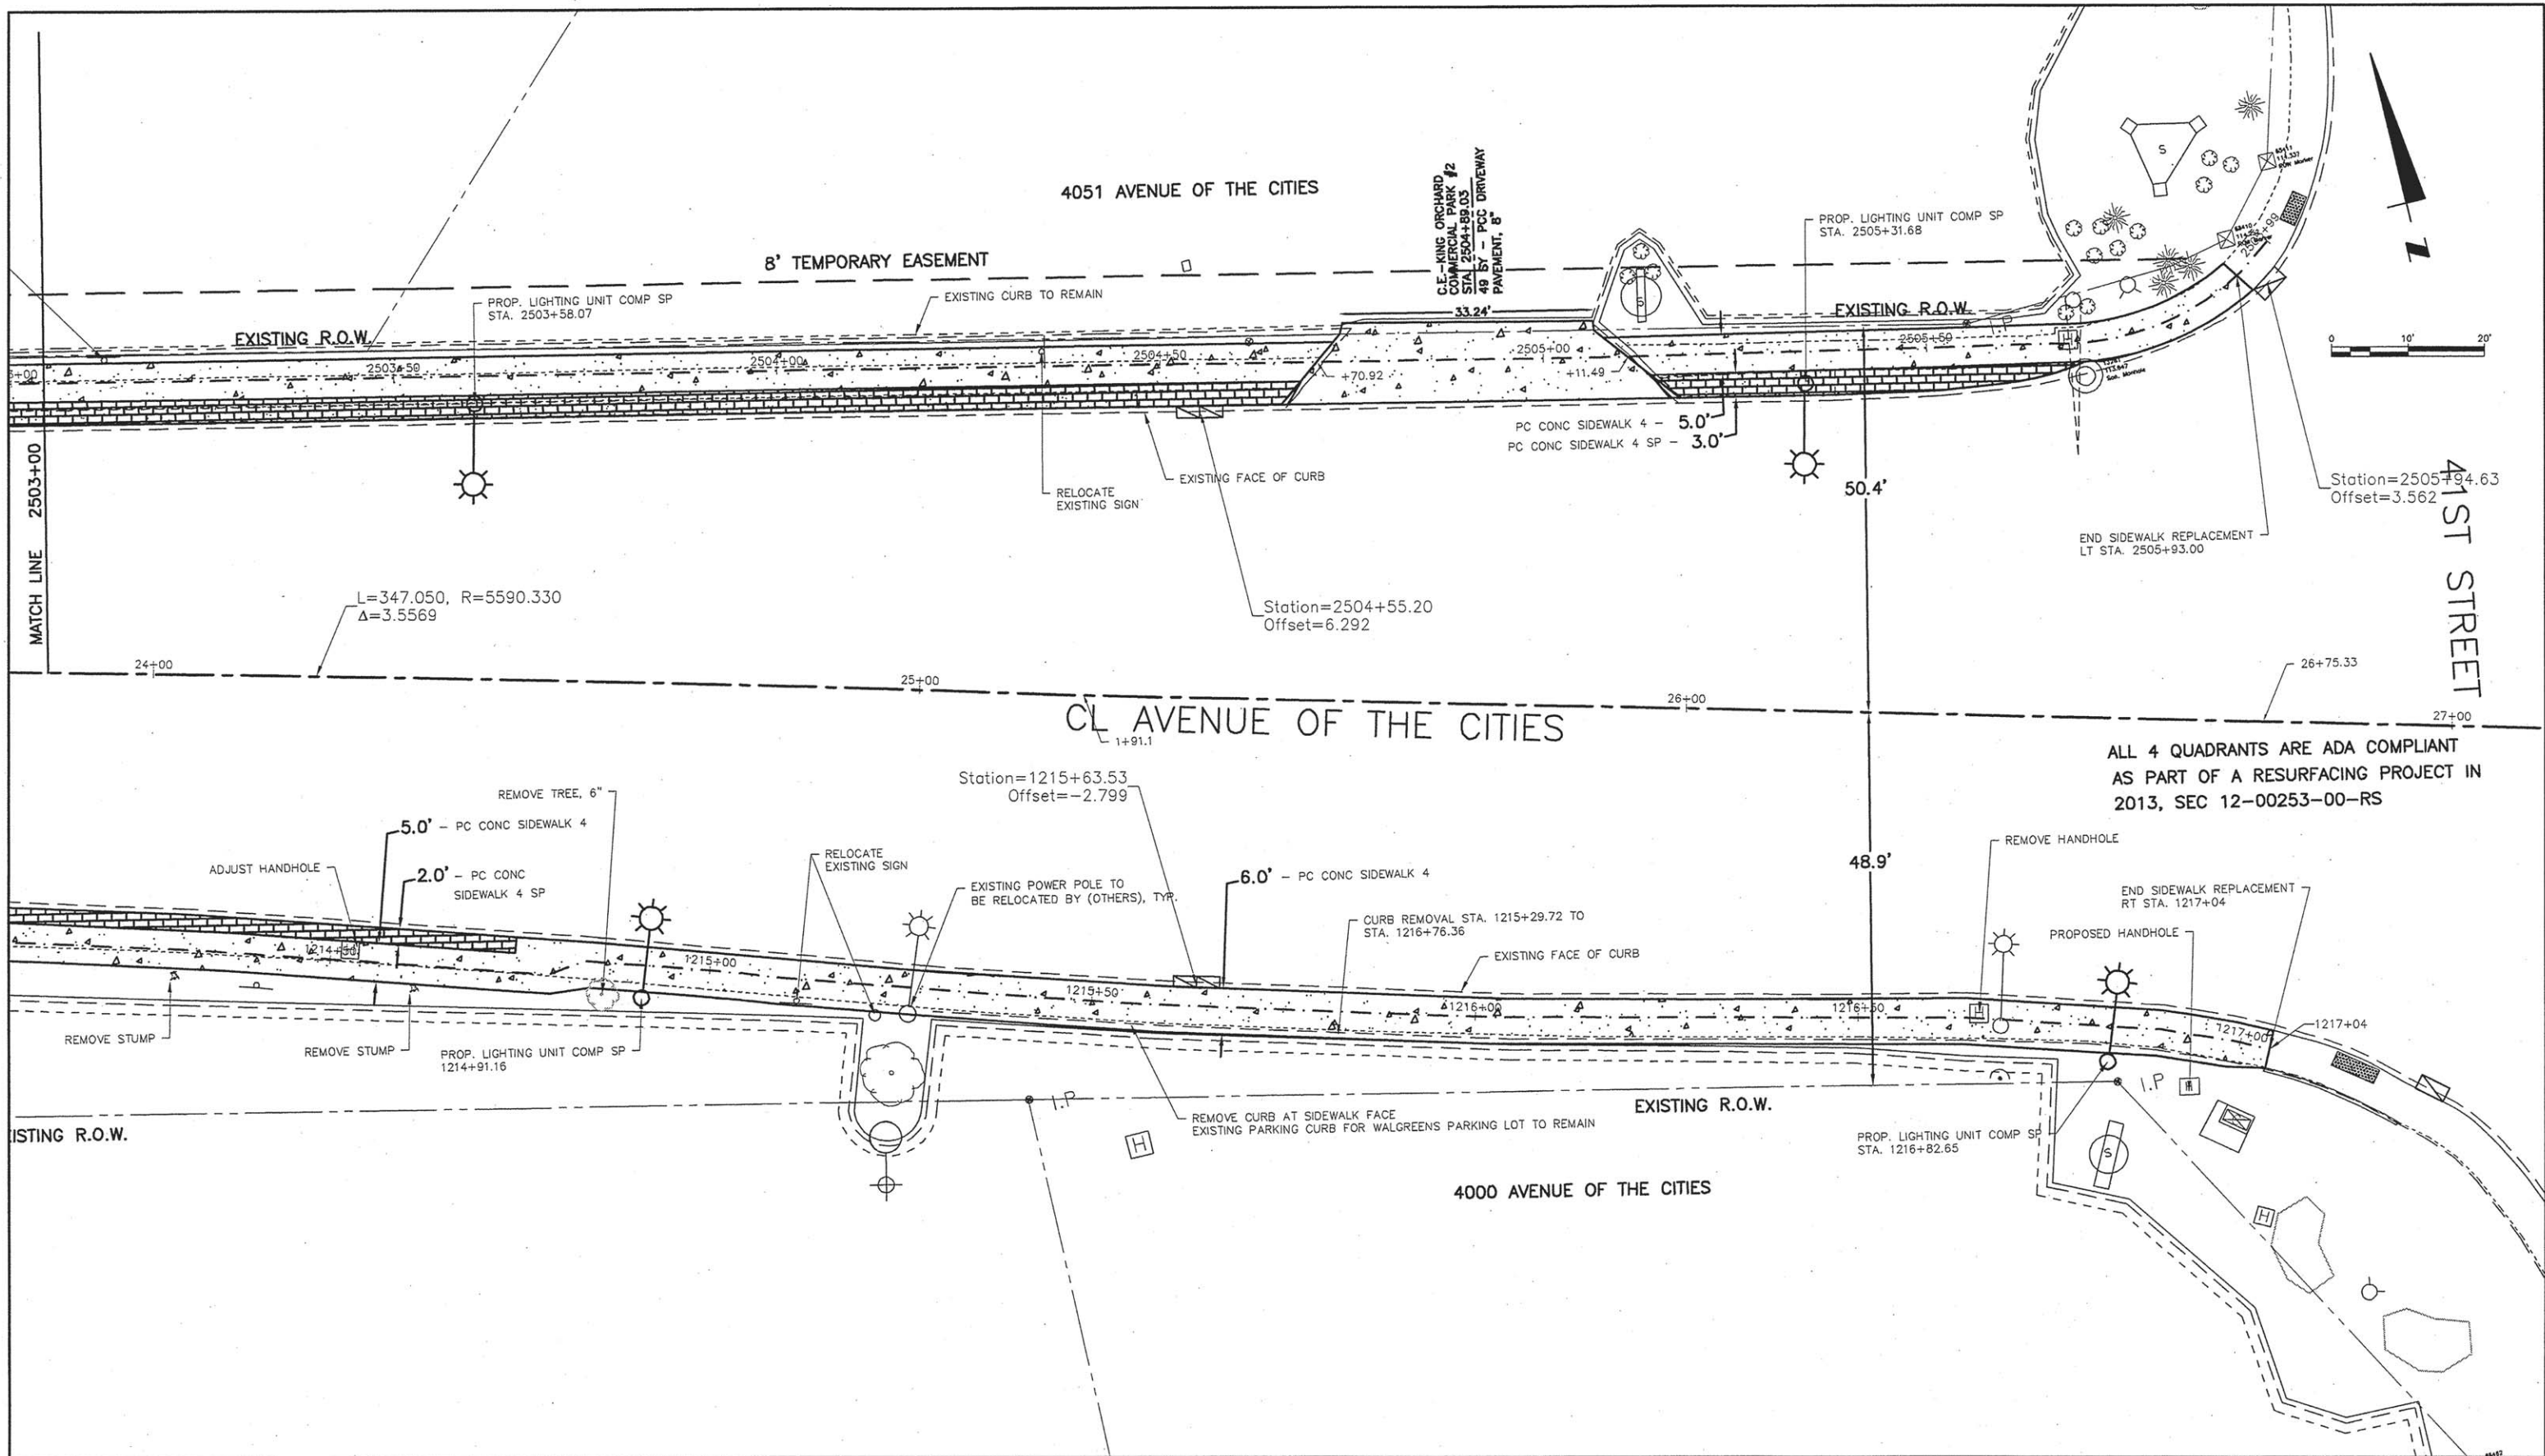 4051 AVENUE OF THE CITIES
C.E.-KING ORCHARD
COMMERCIAL PARK #2
STA. 2504+89.03
49 SY - PCC DRIVEWAY
PAVEMENT, 8"
33.24'
PROP. LIGHTING UNIT COMP SP
STA. 2505+31.68
8' TEMPORARY EASEMENT
PROP. LIGHTING UNIT COMP SP
STA. 2503+58.07
EXISTING CURB TO REMAIN
EXISTING R.O.W.
EXISTING R.O.W.
I.P
S
S
H
2503+50
2504+00
2504+50
2505+00
2505+50
+70.92
+11.49
0 10' 20'
PC CONC SIDEWALK 4 - 5.0'
PC CONC SIDEWALK 4 SP - 3.0'
EXISTING FACE OF CURB
RELOCATE
EXISTING SIGN
50.4'
Station=2505+94.63
Offset=3.562
END SIDEWALK REPLACEMENT
LT STA. 2505+93.00
41ST STREET
MATCH LINE 2503+00
L=347.050, R=5590.330
Δ=3.5569
Station=2504+55.20
Offset=6.292
24+00
25+00
26+00
26+75.33
27+00
CL AVENUE OF THE CITIES
1+91.1
ALL 4 QUADRANTS ARE ADA COMPLIANT
AS PART OF A RESURFACING PROJECT IN
2013, SEC 12-00253-00-RS
Station=1215+63.53
Offset=-2.799
REMOVE TREE, 6"
5.0' - PC CONC SIDEWALK 4
ADJUST HANDHOLE
2.0' - PC CONC
SIDEWALK 4 SP
RELOCATE
EXISTING SIGN
EXISTING POWER POLE TO
BE RELOCATED BY (OTHERS), TYP.
6.0' - PC CONC SIDEWALK 4
CURB REMOVAL STA. 1215+29.72 TO
STA. 1216+76.36
EXISTING FACE OF CURB
48.9'
REMOVE HANDHOLE
END SIDEWALK REPLACEMENT
RT STA. 1217+04
PROPOSED HANDHOLE
1214+50
1215+00
1215+50
1216+00
1216+50
1217+00
1217+04
REMOVE STUMP
REMOVE STUMP
PROP. LIGHTING UNIT COMP SP
1214+91.16
I.P
I.P
H
H
H
S
REMOVE CURB AT SIDEWALK FACE
EXISTING PARKING CURB FOR WALGREENS PARKING LOT TO REMAIN
EXISTING R.O.W.
ISTING R.O.W.
PROP. LIGHTING UNIT COMP SP
STA. 1216+82.65
4000 AVENUE OF THE CITIES